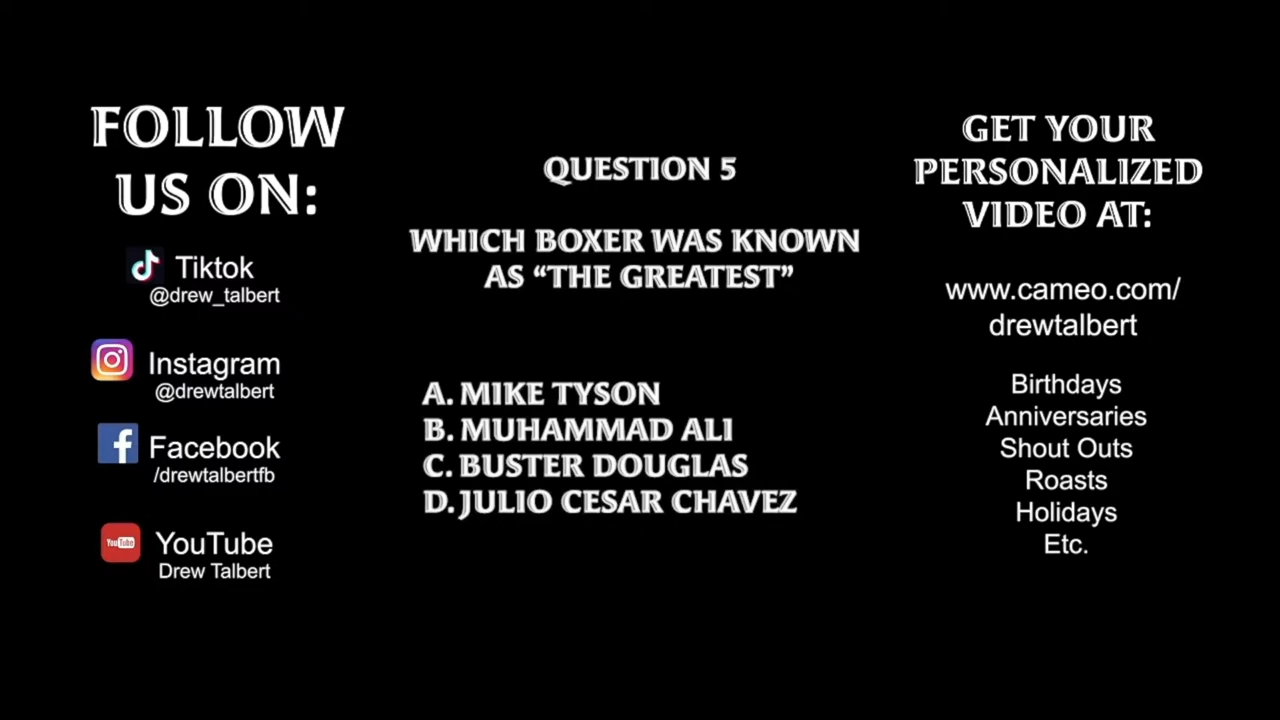 FOLLOW
US ON:
Tiktok
@drew_talbert
Instagram
@drewtalbert
Facebook
/drewtalbertfb
YouTube
YouTube
Drew Talbert
QUESTION 5
WHICH BOXER WAS KNOWN
AS “THE GREATEST”
A. MIKE TYSON
B. MUHAMMAD ALI
C. BUSTER DOUGLAS
D. JULIO CESAR CHAVEZ
GET YOUR
PERSONALIZED
VIDEO AT:
www.cameo.com/
drewtalbert
Birthdays
Anniversaries
Shout Outs
Roasts
Holidays
Etc.